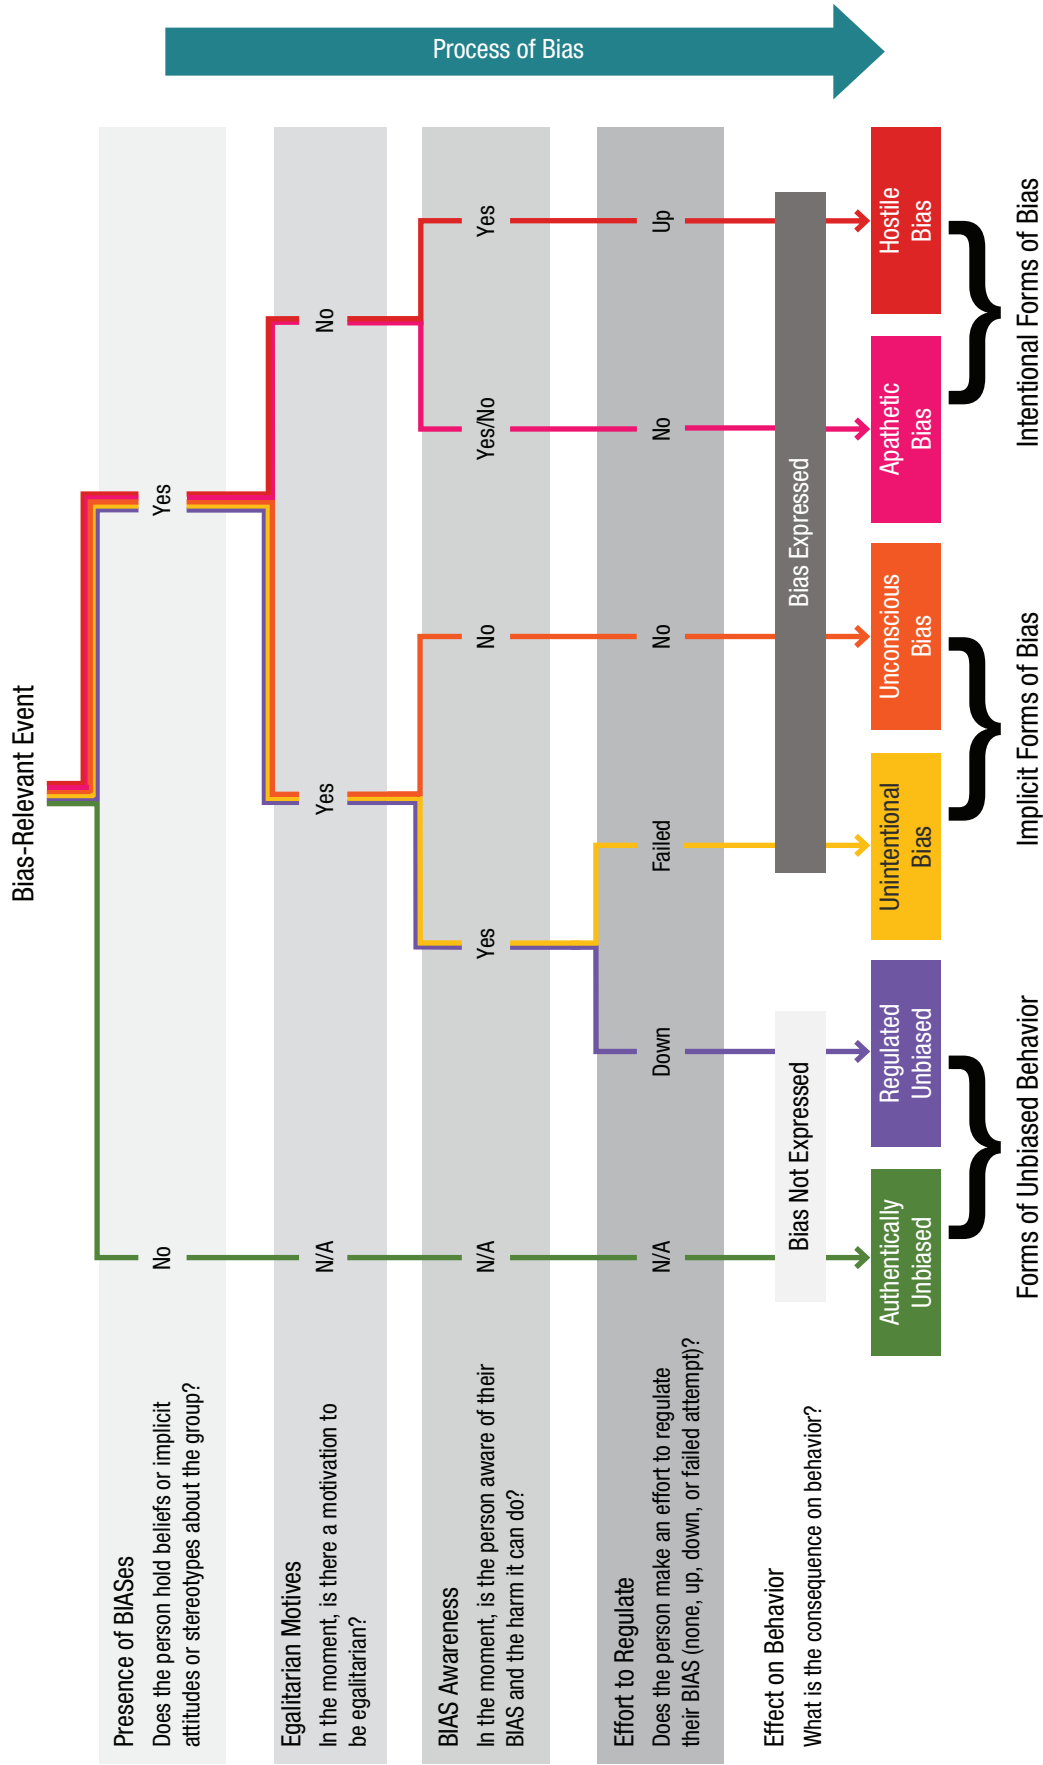 Bias-Relevant Event
Process of Bias
Presence of BIASes
Does the person hold beliefs or implicit
attitudes or stereotypes about the group?
No
Yes
Egalitarian Motives
In the moment, is there a motivation to
be egalitarian?
N/A
Yes
No
BIAS Awareness
In the moment, is the person aware of their
BIAS and the harm it can do?
N/A
Yes
No
Yes/No
Yes
Effort to Regulate
Does the person make an effort to regulate
their BIAS (none, up, down, or failed attempt)?
N/A
Down
Failed
No
No
Up
Effect on Behavior
What is the consequence on behavior?
Bias Not Expressed
Bias Expressed
Authentically
Unbiased
Regulated
Unbiased
Unintentional
Bias
Unconscious
Bias
Apathetic
Bias
Hostile
Bias
Forms of Unbiased Behavior
Implicit Forms of Bias
Intentional Forms of Bias